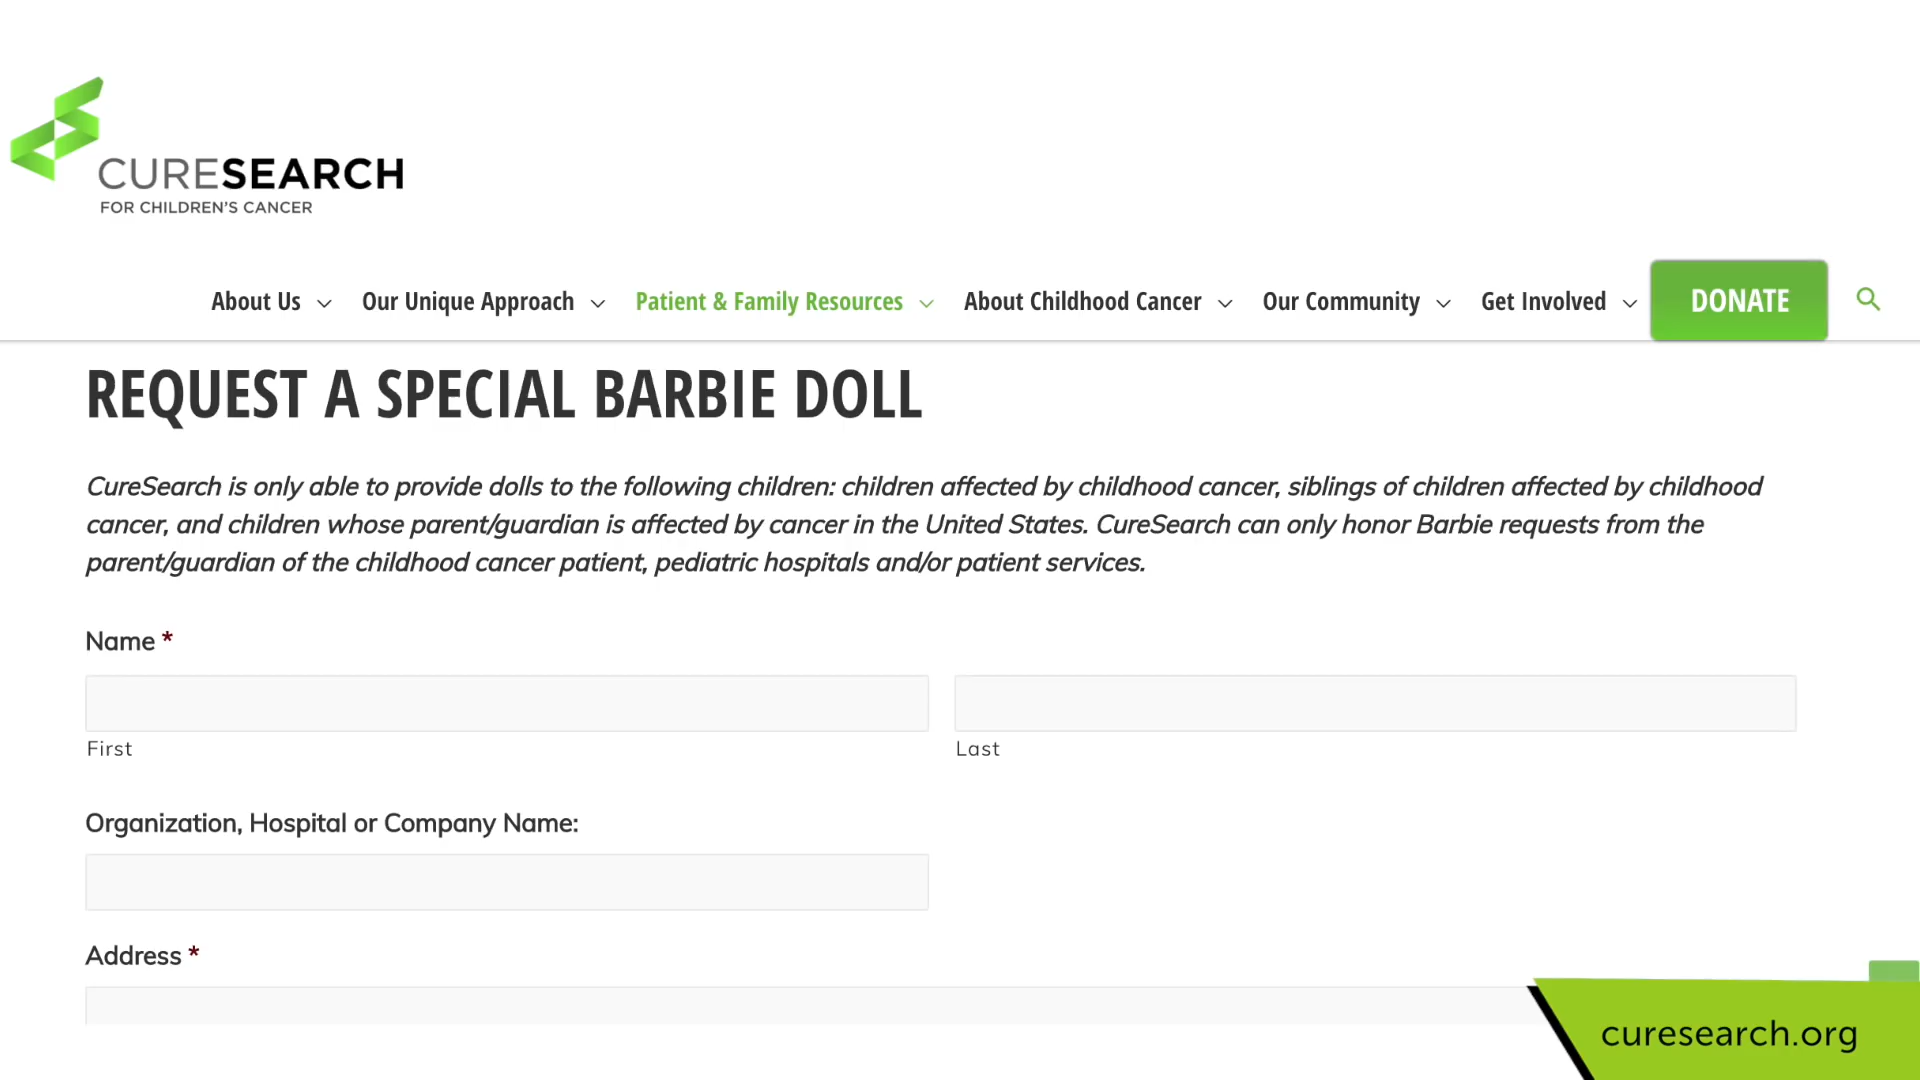 CURESEARCH
FOR CHILDREN'S CANCER
About Us Our Unique Approach Patient & Family Resources About Childhood Cancer Our Community Get Involved DONATE
REQUEST A SPECIAL BARBIE DOLL
CureSearch is only able to provide dolls to the following children: children affected by childhood cancer, siblings of children affected by childhood
cancer, and children whose parent/guardian is affected by cancer in the United States. CureSearch can only honor Barbie requests from the
parent/guardian of the childhood cancer patient, pediatric hospitals and/or patient services.
Name *
First Last
Organization, Hospital or Company Name:
Address *
curesearch.org